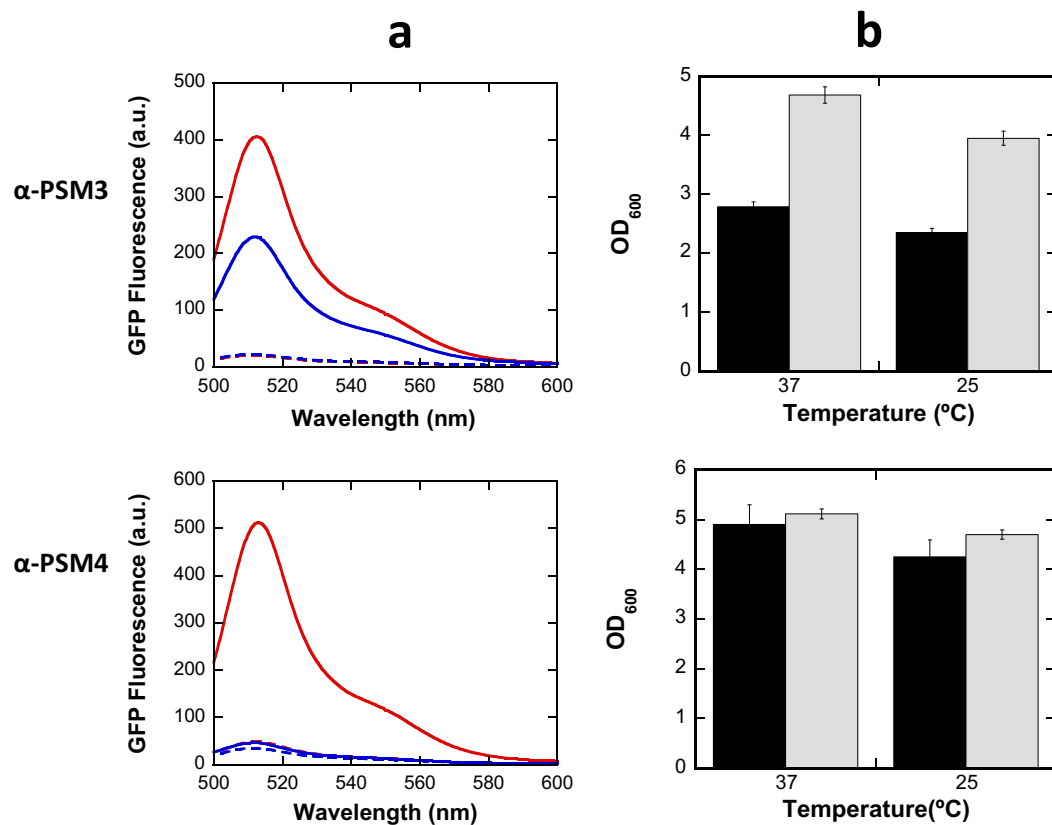 a
b
α-PSM3
GFP Fluorescence (a.u.)
500
400
300
200
100
0
500 520 540 560 580 600
Wavelength (nm)
OD600
5
4
3
2
1
0
37 25
Temperature (ºC)
α-PSM4
GFP Fluorescence (a.u.)
600
500
400
300
200
100
0
500 520 540 560 580 600
Wavelength (nm)
OD600
6
5
4
3
2
1
0
37 25
Temperature(ºC)